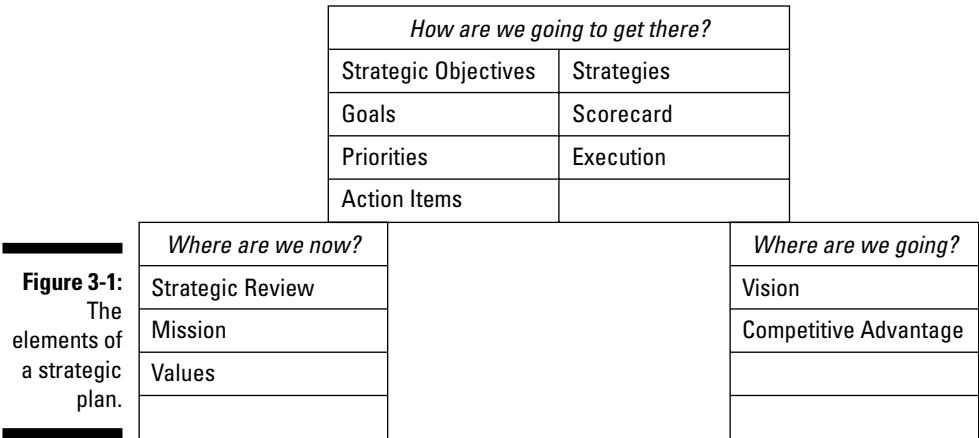 How are we going to get there?
Strategic Objectives Strategies
Goals Scorecard
Priorities Execution
Action Items
Where are we now?
Strategic Review
Mission
Values
Where are we going?
Vision
Competitive Advantage
Figure 3-1:
The
elements of
a strategic
plan.